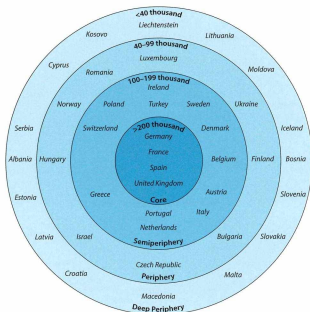 <40 thousand
Liechtenstein
Kosovo
Lithuania
40–99 thousand
Luxembourg
Cyprus
Romania
Moldova
100–199 thousand
Ireland
Norway
Poland
Turkey
Sweden
Ukraine
Serbia
Switzerland
>200 thousand
Denmark
Iceland
Germany
Albania
Hungary
France
Belgium
Finland
Bosnia
Spain
United Kingdom
Estonia
Greece
Austria
Slovenia
Core
Portugal
Italy
Netherlands
Latvia
Israel
Semiperiphery
Bulgaria
Slovakia
Czech Republic
Croatia
Periphery
Malta
Macedonia
Deep Periphery